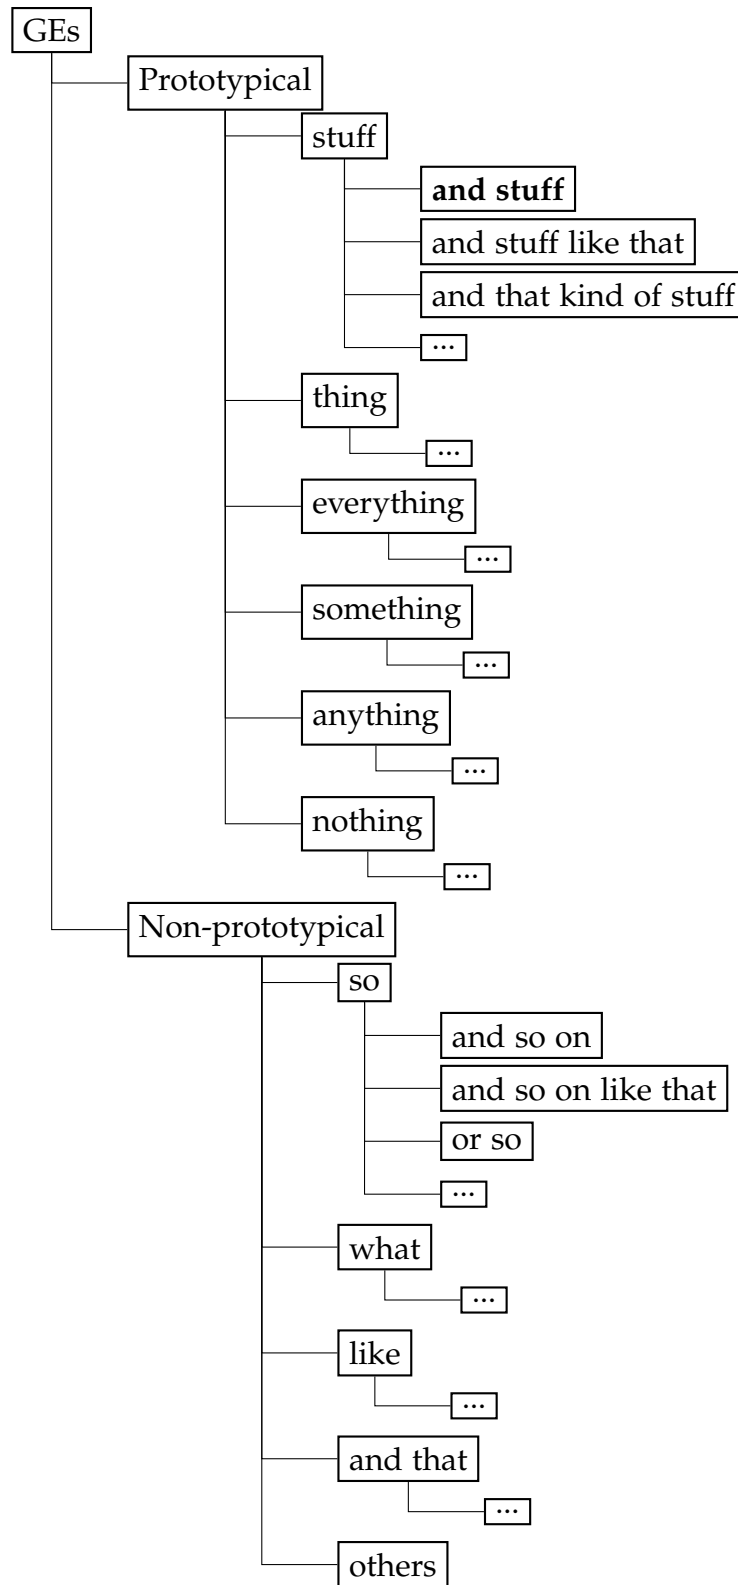 GEs
Prototypical
stuff
and stuff
and stuff like that
and that kind of stuff
...
thing
...
everything
...
something
...
anything
...
nothing
...
Non-prototypical
so
and so on
and so on like that
or so
...
what
...
like
...
and that
...
others